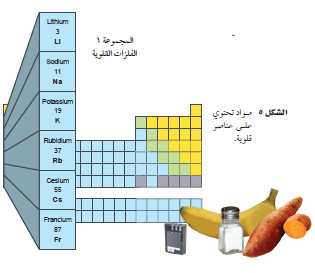 Lithium
3
Li
Sodium
11
Na
Potassium
19
K
Rubidium
37
Rb
Cesium
55
Cs
Francium
87
Fr
المجموعة ١
الفلزات القلوية
الشكل ٥ مواد تحتوي
على عناصر
قلوية.